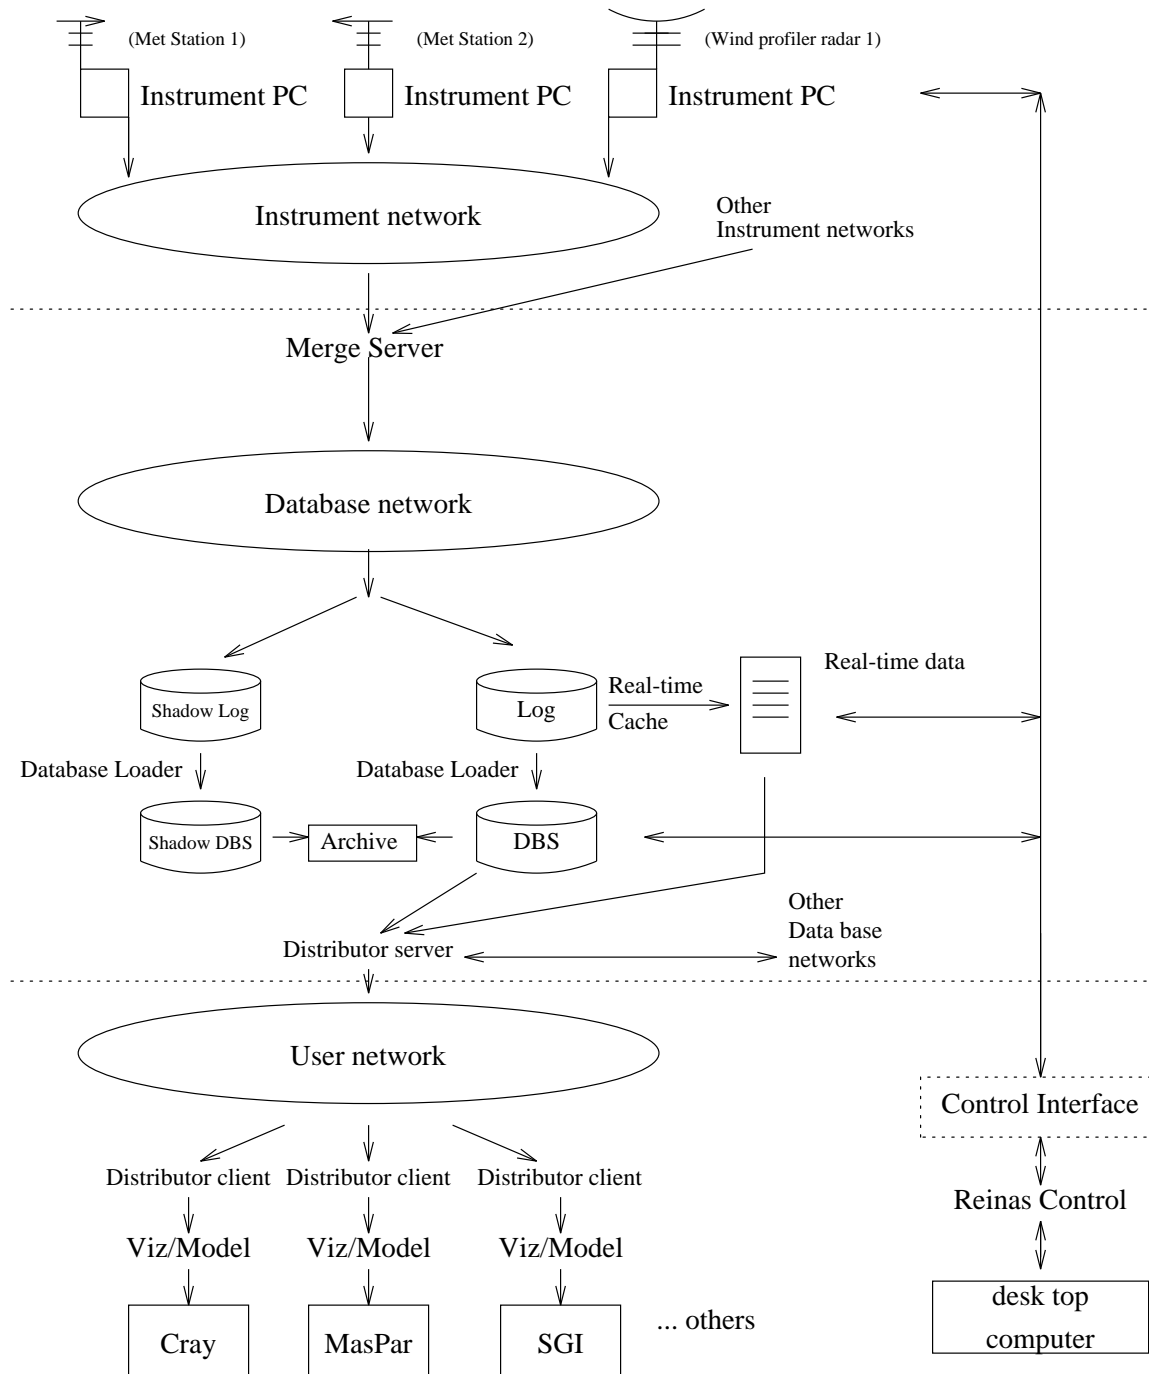 (Met Station 1)
(Met Station 2)
(Wind profiler radar 1)
Instrument PC
Instrument PC
Instrument PC
Instrument network
Other
Instrument networks
Merge Server
Database network
Real-time data
Shadow Log
Log
Real-time
Cache
Database Loader
Database Loader
Shadow DBS
Archive
DBS
Other
Data base
networks
Distributor server
User network
Control Interface
Distributor client
Distributor client
Distributor client
Reinas Control
Viz/Model
Viz/Model
Viz/Model
Cray
MasPar
SGI
... others
desk top
computer